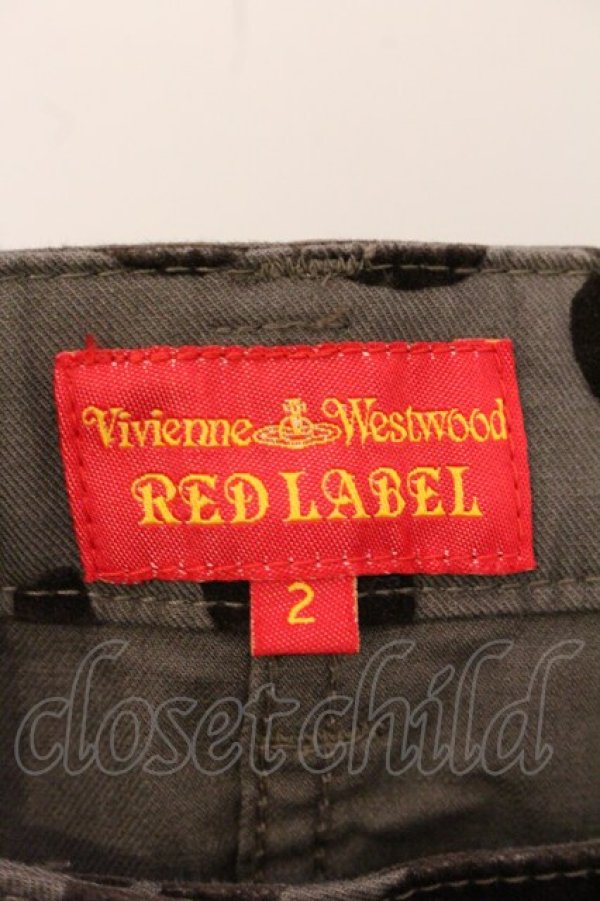 Vivienne Westwood
RED LABEL
2
closetchild